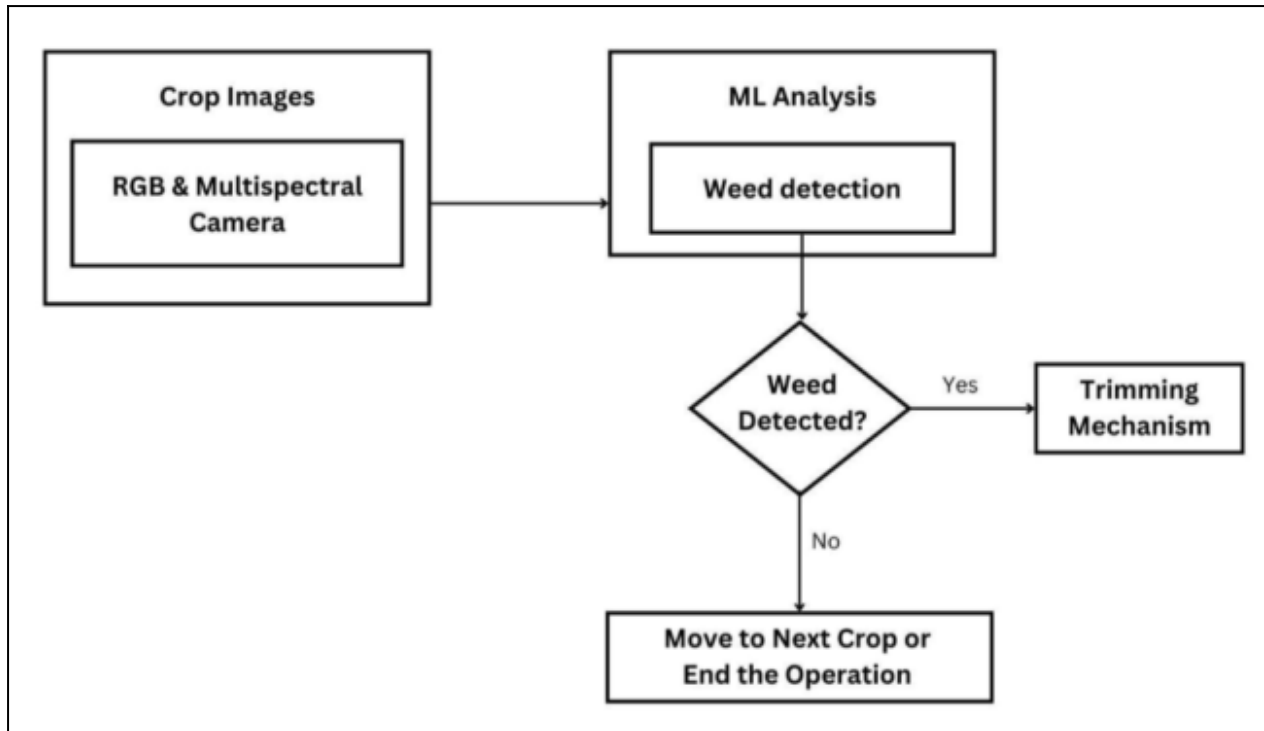 Crop Images
RGB & Multispectral
Camera
ML Analysis
Weed detection
Weed
Detected?
Yes
Trimming
Mechanism
No
Move to Next Crop or
End the Operation